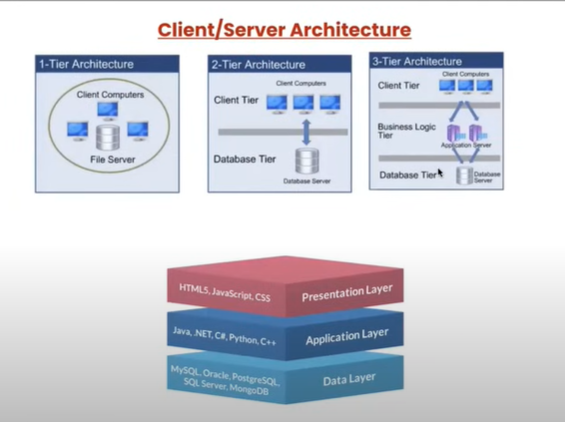 Client/Server Architecture
1-Tier Architecture
Client Computers
File Server
2-Tier Architecture
Client Computers
Client Tier
Database Tier
Database Server
3-Tier Architecture
Client Computers
Client Tier
Business Logic
Tier
Application Server
Database Tier
Database
Server
HTML5, JavaScript, CSS
Presentation Layer
Java, .NET, C#, Python, C++
Application Layer
MySQL, Oracle, PostgreSQL,
SQL Server, MongoDB
Data Layer